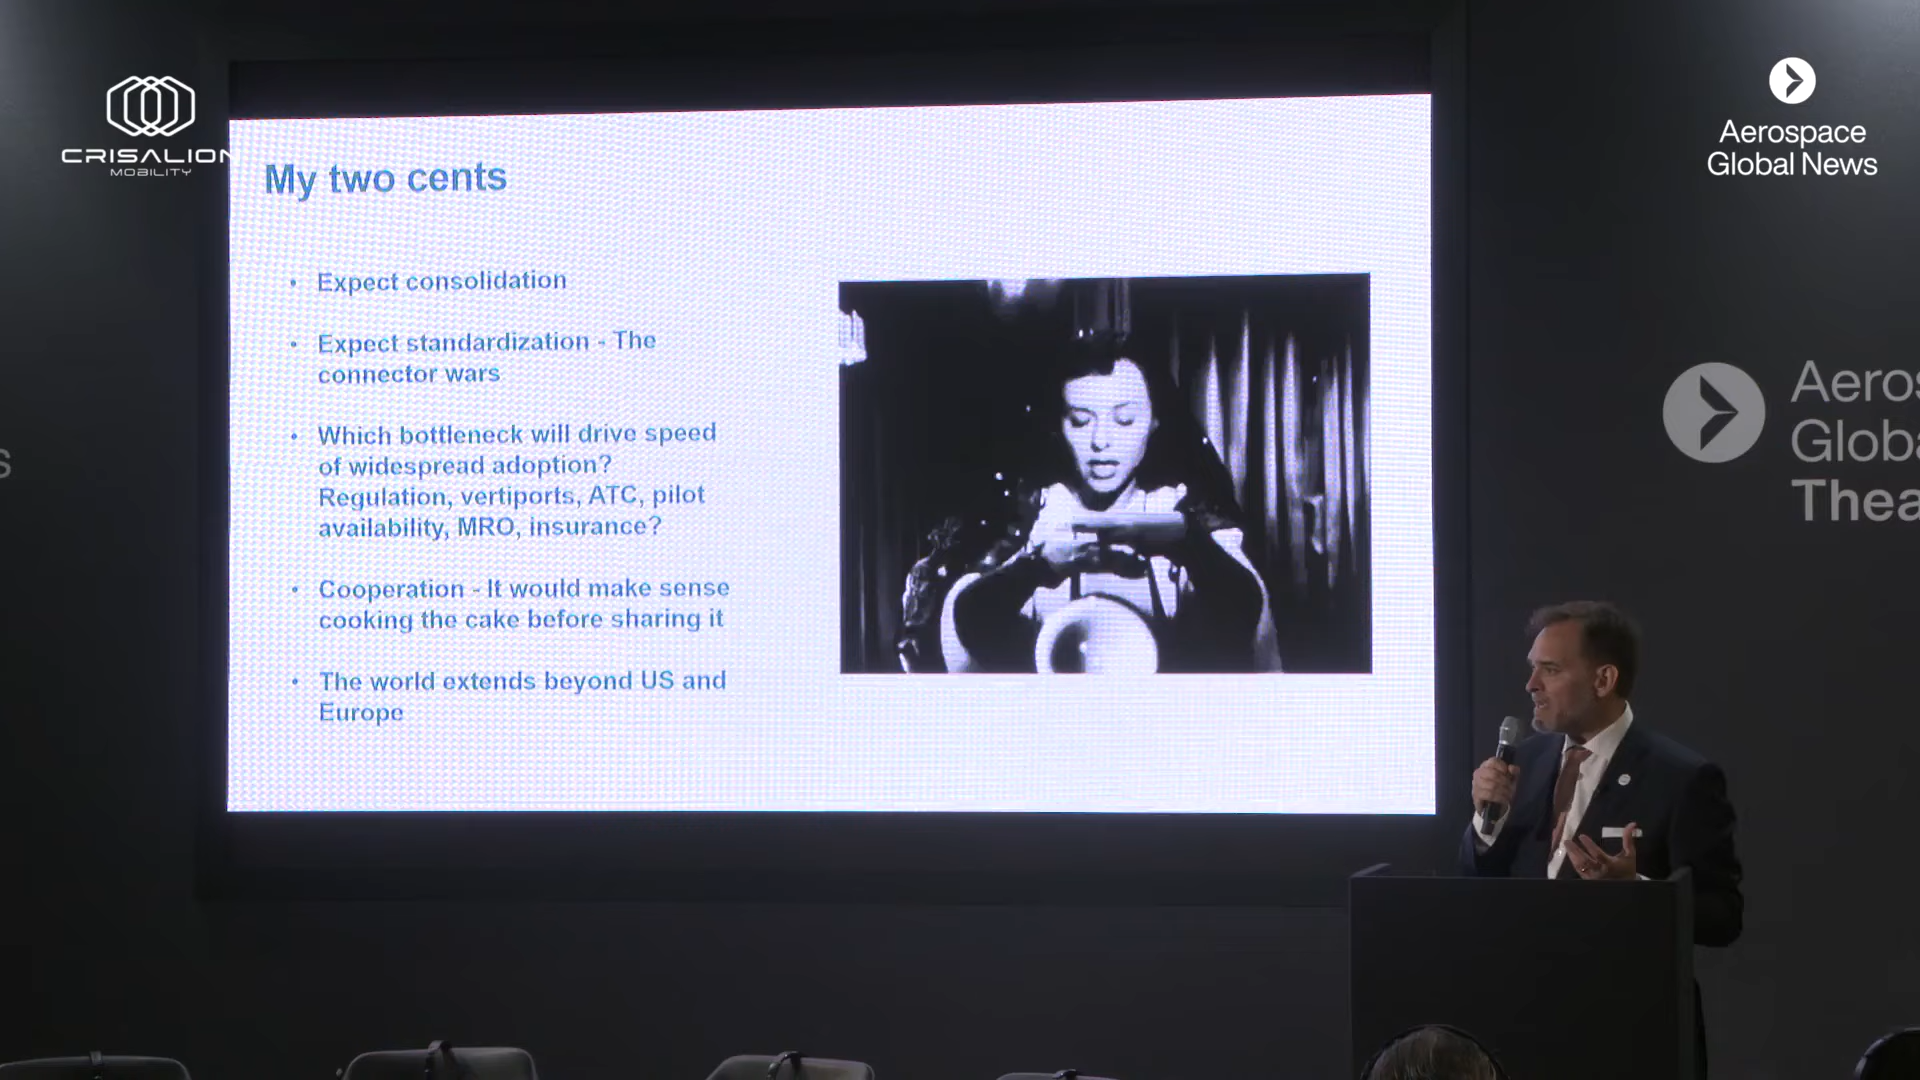 CRISALION
MOBILITY
Aerospace
Global News
My two cents
• Expect consolidation
• Expect standardization - The
connector wars
• Which bottleneck will drive speed
of widespread adoption?
Regulation, vertiports, ATC, pilot
availability, MRO, insurance?
• Cooperation - It would make sense
cooking the cake before sharing it
• The world extends beyond US and
Europe
Aeros
Globa
Thea
s